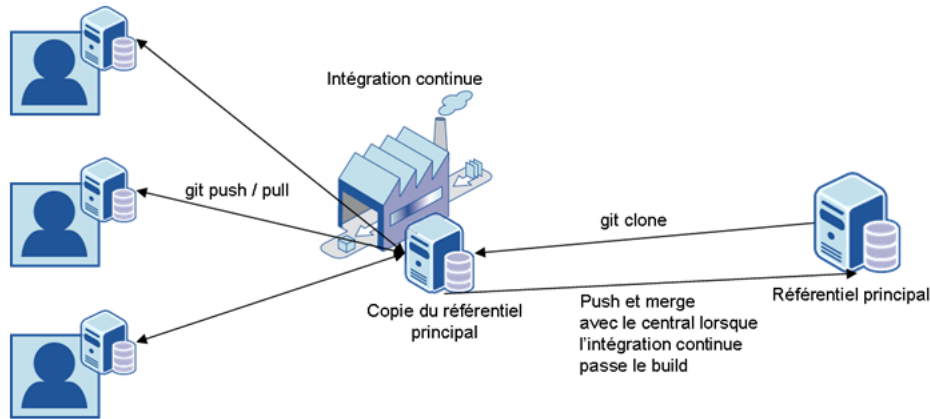 Intégration continue
git push / pull
git clone
Copie du référentiel
principal
Push et merge
avec le central lorsque
l'intégration continue
passe le build
Référentiel principal